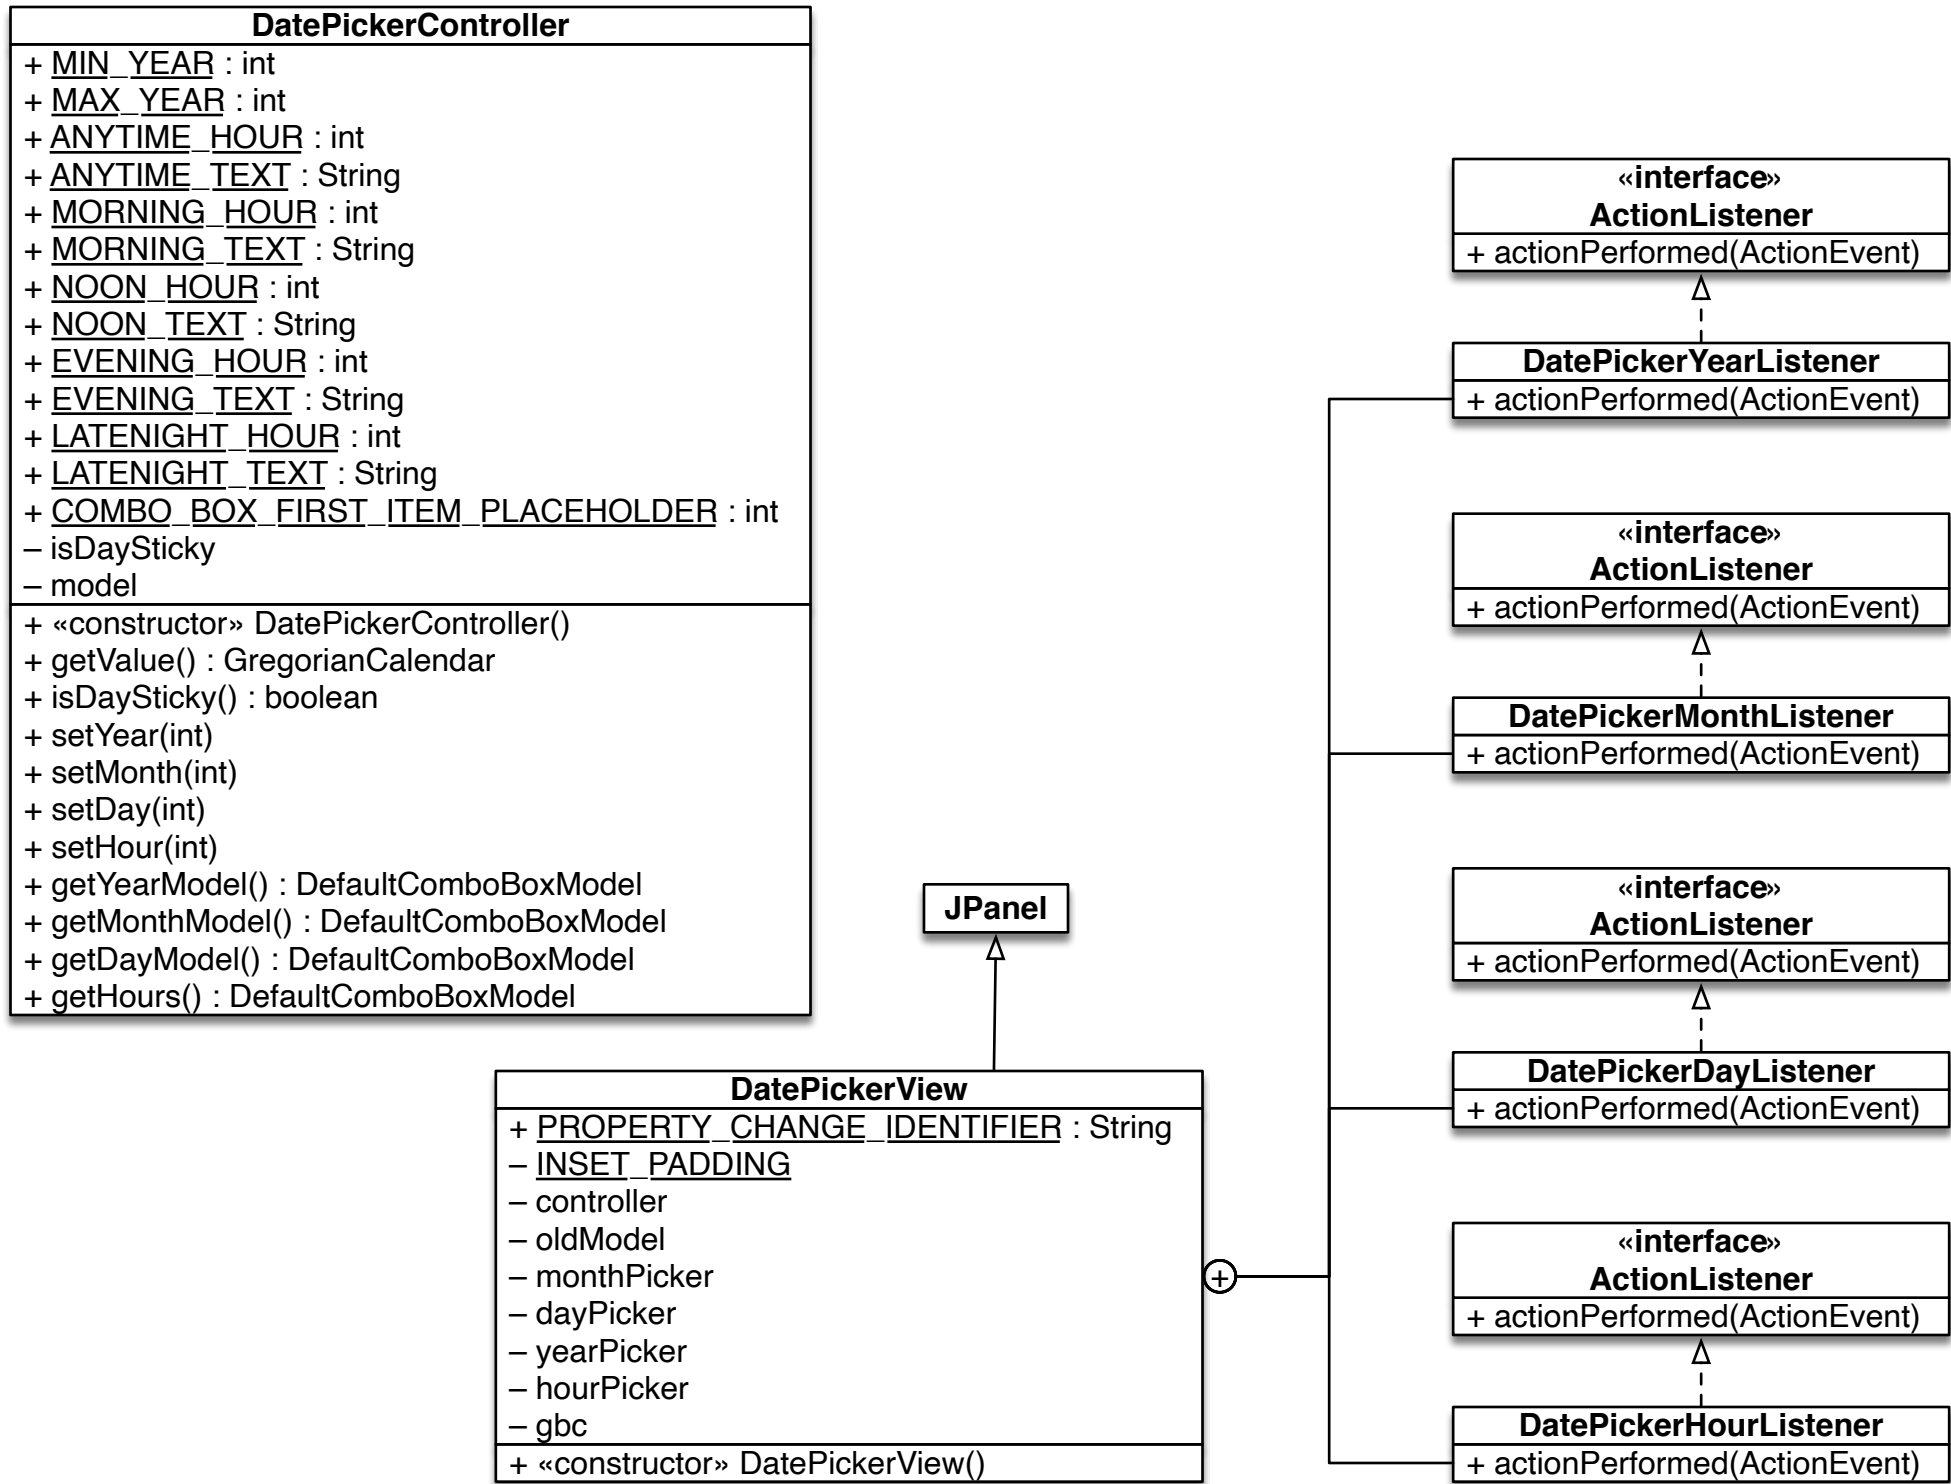 DatePickerController
+ MIN_YEAR : int
+ MAX_YEAR : int
+ ANYTIME_HOUR : int
+ ANYTIME_TEXT : String
+ MORNING_HOUR : int
+ MORNING_TEXT : String
+ NOON_HOUR : int
+ NOON_TEXT : String
+ EVENING_HOUR : int
+ EVENING_TEXT : String
+ LATENIGHT_HOUR : int
+ LATENIGHT_TEXT : String
+ COMBO_BOX_FIRST_ITEM_PLACEHOLDER : int
– isDaySticky
– model
+ «constructor» DatePickerController()
+ getValue() : GregorianCalendar
+ isDaySticky() : boolean
+ setYear(int)
+ setMonth(int)
+ setDay(int)
+ setHour(int)
+ getYearModel() : DefaultComboBoxModel
+ getMonthModel() : DefaultComboBoxModel
+ getDayModel() : DefaultComboBoxModel
+ getHours() : DefaultComboBoxModel
JPanel
DatePickerView
+ PROPERTY_CHANGE_IDENTIFIER : String
– INSET_PADDING
– controller
– oldModel
– monthPicker
– dayPicker
– yearPicker
– hourPicker
– gbc
+ «constructor» DatePickerView()
+
«interface»
ActionListener
+ actionPerformed(ActionEvent)
DatePickerYearListener
+ actionPerformed(ActionEvent)
«interface»
ActionListener
+ actionPerformed(ActionEvent)
DatePickerMonthListener
+ actionPerformed(ActionEvent)
«interface»
ActionListener
+ actionPerformed(ActionEvent)
DatePickerDayListener
+ actionPerformed(ActionEvent)
«interface»
ActionListener
+ actionPerformed(ActionEvent)
DatePickerHourListener
+ actionPerformed(ActionEvent)